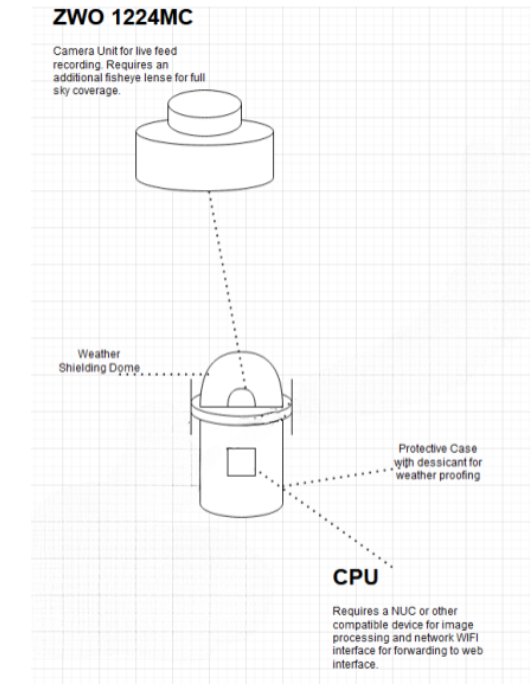 ZWO 1224MC
Camera Unit for live feed
recording. Requires an
additional fisheye lense for full
sky coverage.
Weather
Shielding Dome
Protective Case
with dessicant for
weather proofing
CPU
Requires a NUC or other
compatible device for image
processing and network WIFI
interface for forwarding to web
interface.